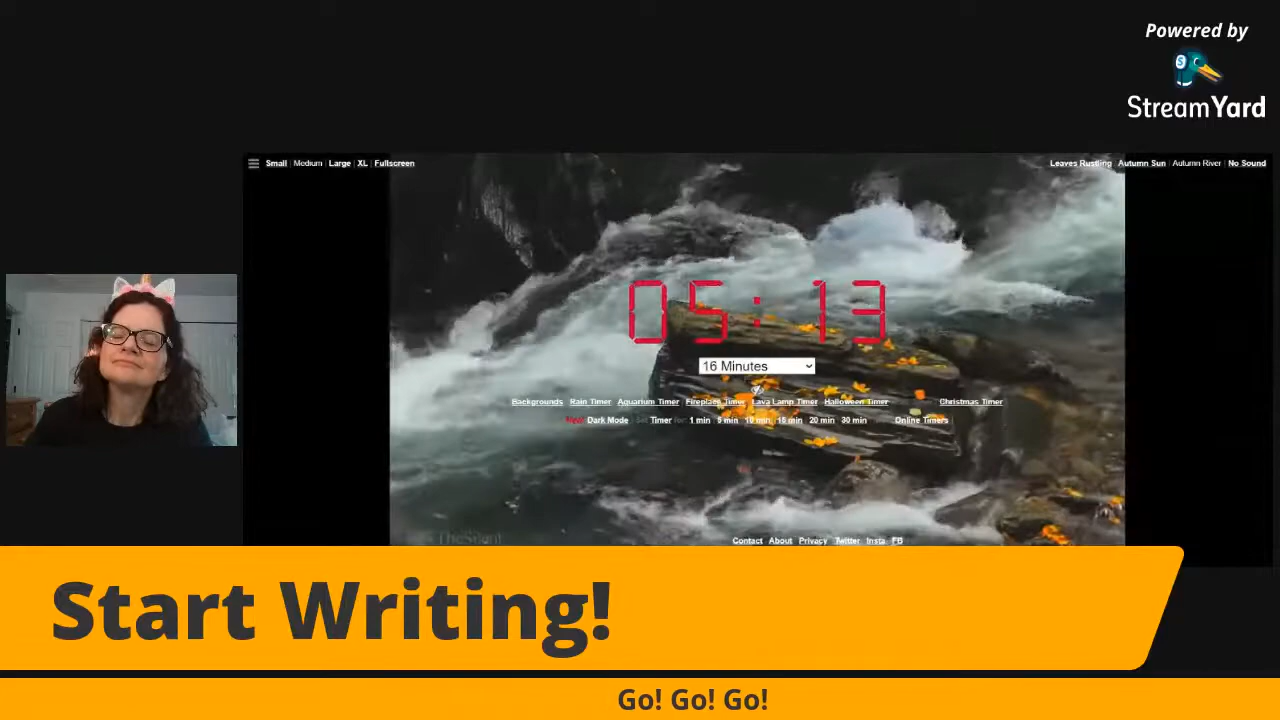 Powered by
StreamYard
Small | Medium | Large | XL | Fullscreen
Leaves Rustling Autumn Sun | Autumn River | No Sound
05:13
16 Minutes
Backgrounds Rain Timer Aquarium Timer Fireplace Timer Lava Lamp Timer Halloween Timer Christmas Timer
Dark Mode Timer for: 1 min 5 min 10 min 15 min 20 min 30 min Online Timers
TheSilent
Contact About Privacy Twitter Insta FB
Start Writing!
Go! Go! Go!